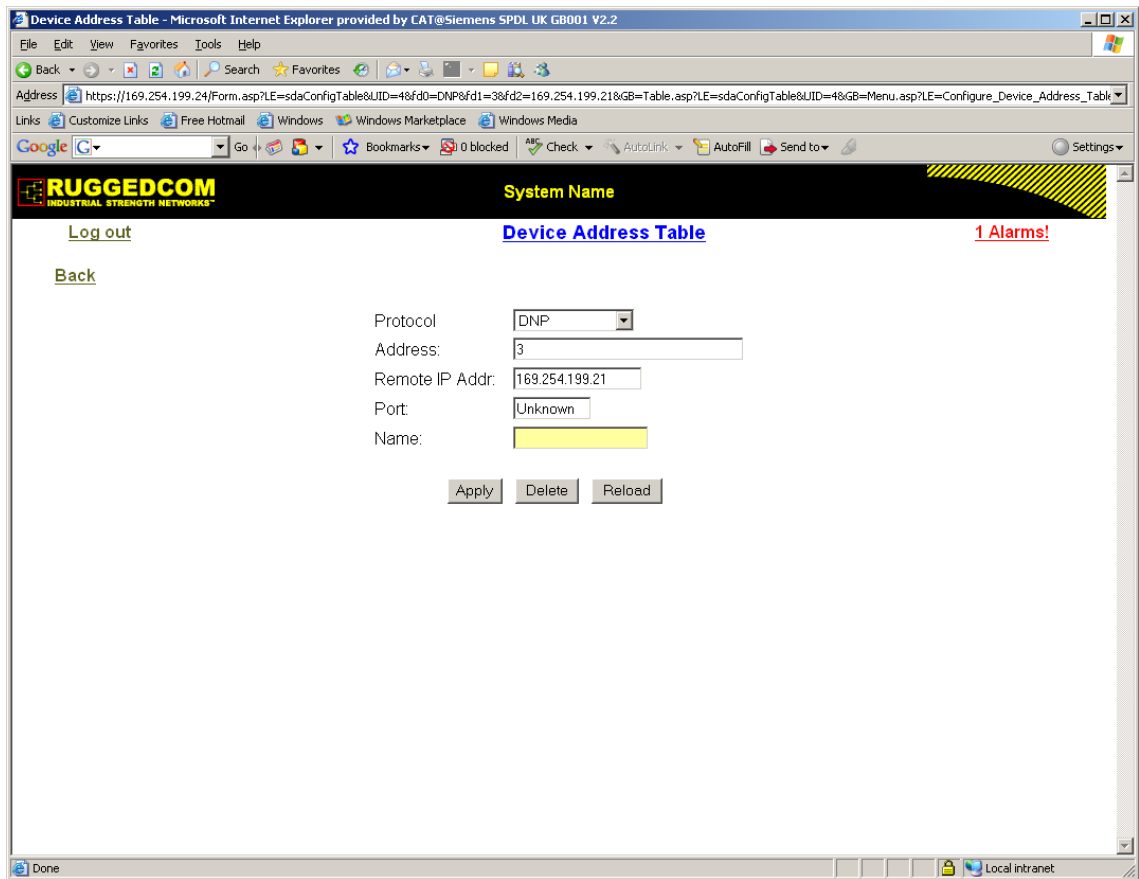 Device Address Table - Microsoft Internet Explorer provided by CAT@Siemens SPDL UK GB001 V2.2
File Edit View Favorites Tools Help
Back Search Favorites
Address https://169.254.199.24/Form.asp?LE=sdaConfigTable&UID=4&fd0=DNP&fd1=3&fd2=169.254.199.21&GB=Table.asp?LE=sdaConfigTable&UID=4&GB=Menu.asp?LE=Configure_Device_Address_Table
Links Customize Links Free Hotmail Windows Windows Marketplace Windows Media
Google G Go Bookmarks 0 blocked ABC Check AutoLink AutoFill Send to Settings
RUGGEDCOM System Name
INDUSTRIAL STRENGTH NETWORKS™
Log out Device Address Table 1 Alarms!
Back
Protocol DNP
Address: 3
Remote IP Addr: 169.254.199.21
Port: Unknown
Name:
Apply Delete Reload
Done Local intranet